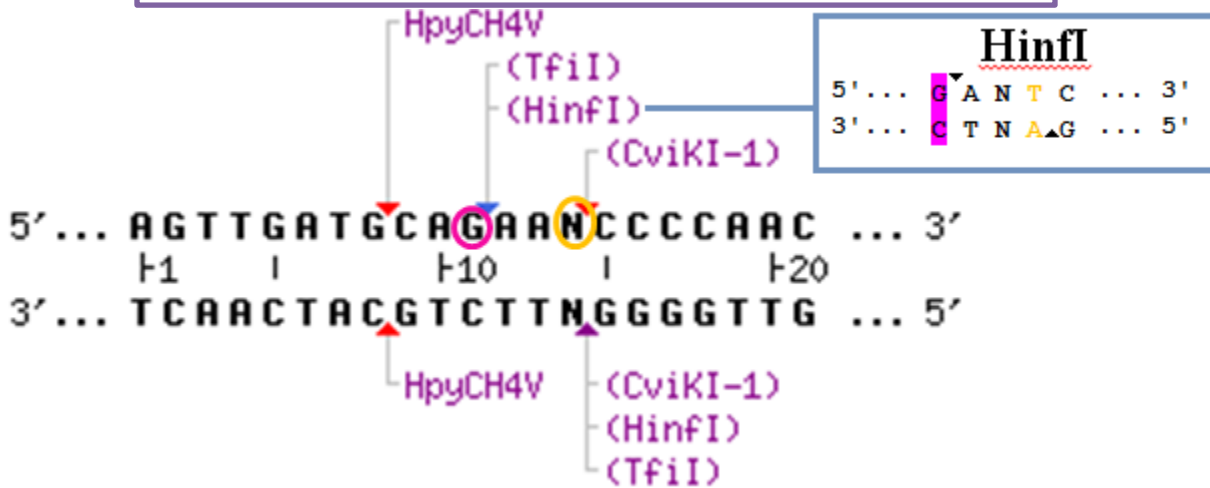 HpyCH4V
(TfiI)
(HinfI)
(CviKI-1)
HinfI
5'... G A N T C ... 3'
3'... C T N A G ... 5'
5′... AGTTGATGCAGAANCCCCAAC ... 3′
1 10 20
3′... TCAACTACGTCTTNGGGGTTG ... 5′
HpyCH4V
(CviKI-1)
(HinfI)
(TfiI)